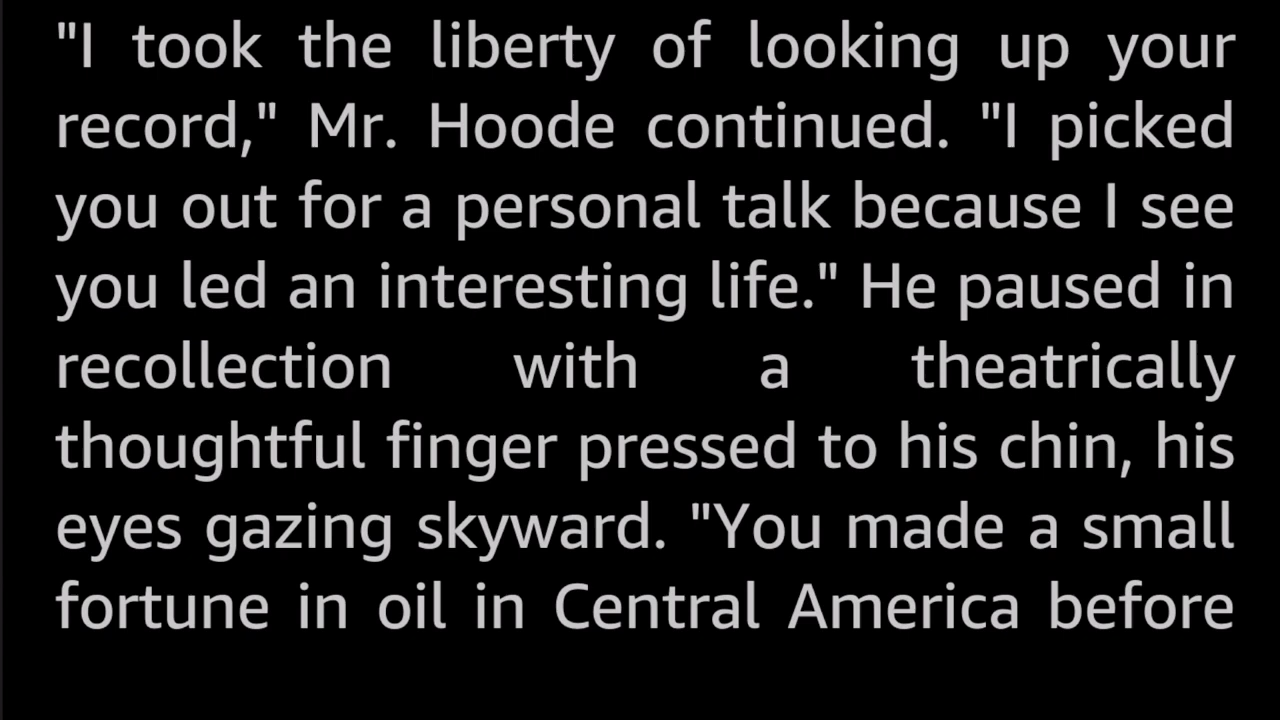 "I took the liberty of looking up your
record," Mr. Hoode continued. "I picked
you out for a personal talk because I see
you led an interesting life." He paused in
recollection with a theatrically
thoughtful finger pressed to his chin, his
eyes gazing skyward. "You made a small
fortune in oil in Central America before